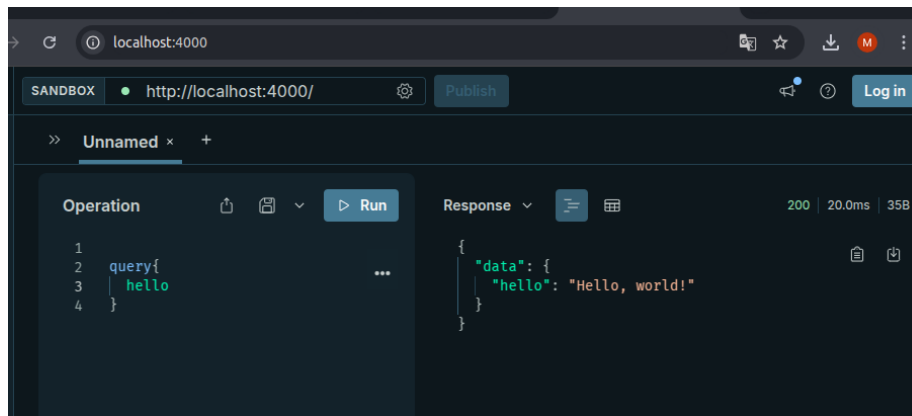 localhost:4000
M
SANDBOX http://localhost:4000/ Publish Log in
Unnamed × +
Operation Run
1
2 query{
3 hello
4 }
Response 200 20.0ms 35B
{
"data": {
"hello": "Hello, world!"
}
}